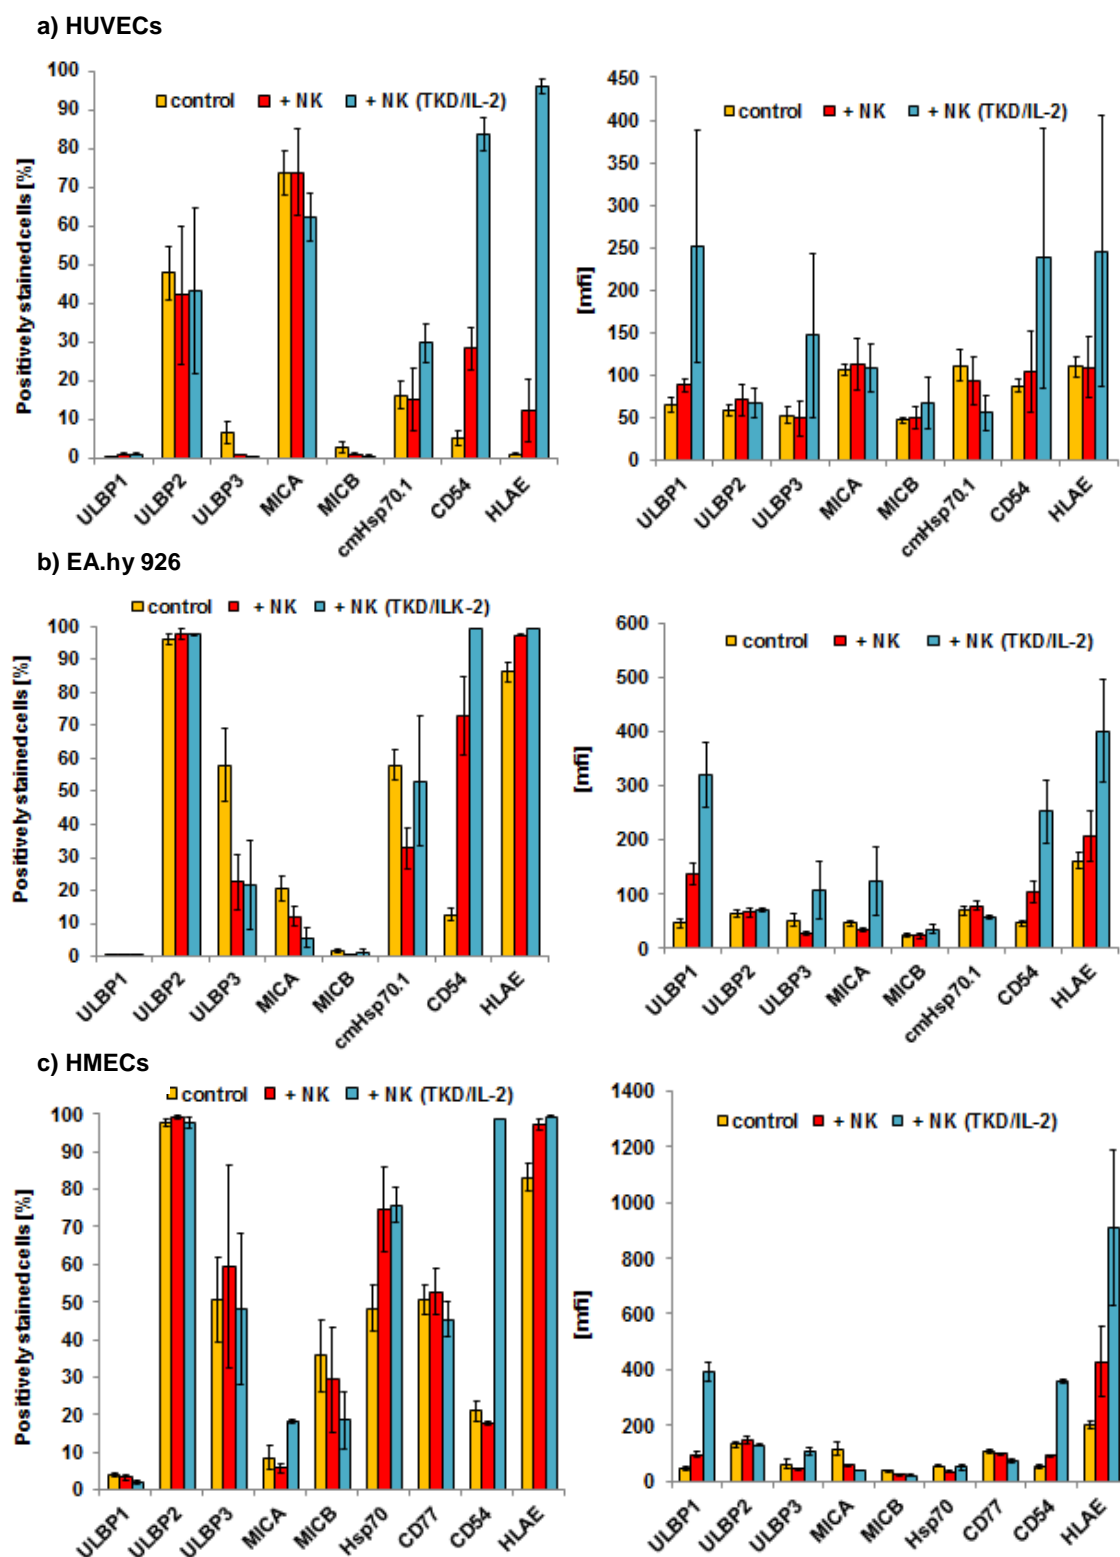 a) HUVECs
100
90
80
70
60
50
40
30
20
10
0
Positively stained cells [%]
control + NK + NK (TKD/IL-2)
ULBP1 ULBP2 ULBP3 MICA MICB cmHsp70.1 CD54 HLAE
450
400
350
300
250
200
150
100
50
0
[mfi]
control + NK + NK (TKD/IL-2)
ULBP1 ULBP2 ULBP3 MICA MICB cmHsp70.1 CD54 HLAE
b) EA.hy 926
control + NK + NK (TKD/ILK-2)
100
90
80
70
60
50
40
30
20
10
0
Positively stained cells [%]
ULBP1 ULBP2 ULBP3 MICA MICB cmHsp70.1 CD54 HLAE
600
500
400
300
200
100
0
[mfi]
control + NK + NK (TKD/IL-2)
ULBP1 ULBP2 ULBP3 MICA MICB cmHsp70.1 CD54 HLAE
c) HMECs
control + NK + NK (TKD/IL-2)
100
90
80
70
60
50
40
30
20
10
0
Positively stained cells [%]
ULBP1 ULBP2 ULBP3 MICA MICB Hsp70 CD77 CD54 HLAE
1400
1200
1000
800
600
400
200
0
[mfi]
control + NK + NK (TKD/IL-2)
ULBP1 ULBP2 ULBP3 MICA MICB Hsp70 CD77 CD54 HLAE